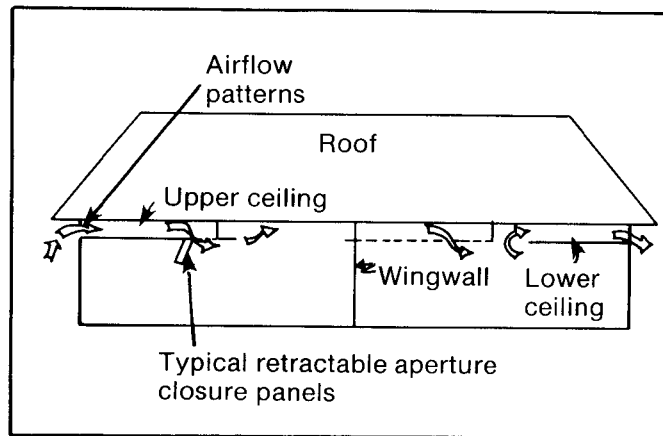 Airflow
patterns
Roof
Upper ceiling
Wingwall
Lower
ceiling
Typical retractable aperture
closure panels